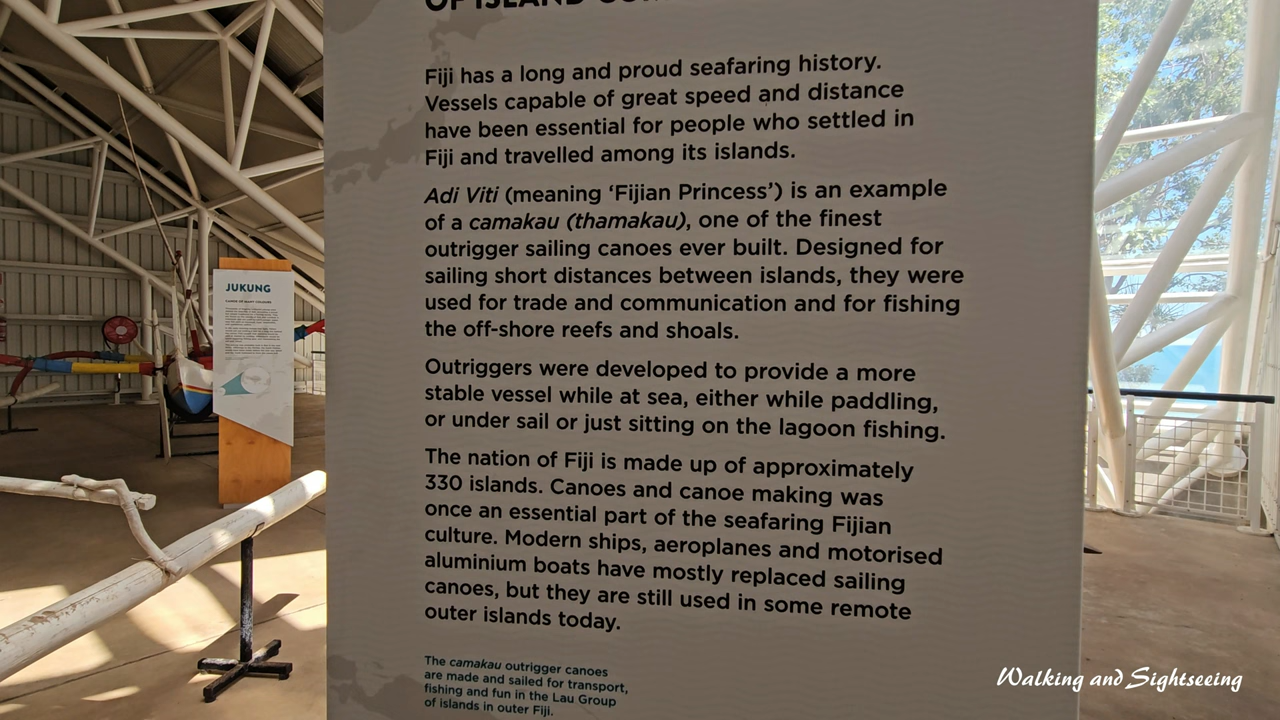 OF ISLAND
Fiji has a long and proud seafaring history.
Vessels capable of great speed and distance
have been essential for people who settled in
Fiji and travelled among its islands.
Adi Viti (meaning ‘Fijian Princess’) is an example
of a camakau (thamakau), one of the finest
outrigger sailing canoes ever built. Designed for
sailing short distances between islands, they were
used for trade and communication and for fishing
the off-shore reefs and shoals.
Outriggers were developed to provide a more
stable vessel while at sea, either while paddling,
or under sail or just sitting on the lagoon fishing.
The nation of Fiji is made up of approximately
330 islands. Canoes and canoe making was
once an essential part of the seafaring Fijian
culture. Modern ships, aeroplanes and motorised
aluminium boats have mostly replaced sailing
canoes, but they are still used in some remote
outer islands today.
The camakau outrigger canoes
are made and sailed for transport,
fishing and fun in the Lau Group
of islands in outer Fiji.
JUKUNG
Walking and Sightseeing